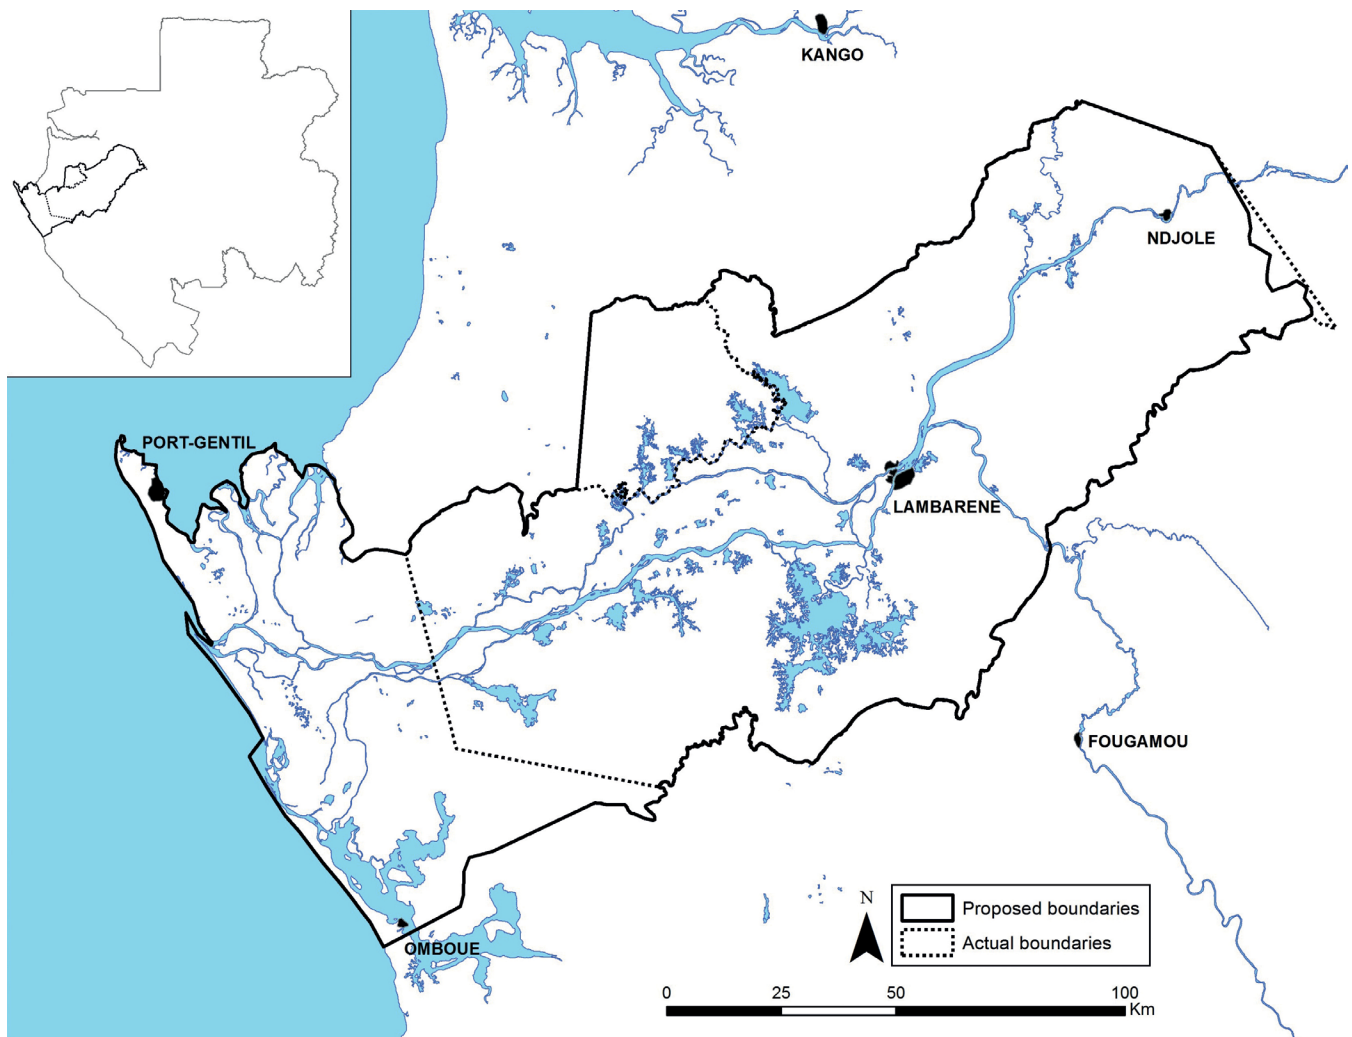 KANGO
NDJOLE
PORT-GENTIL
LAMBARENE
FOUGAMOU
OMBOUE
N
Proposed boundaries
Actual boundaries
0 25 50 100
Km